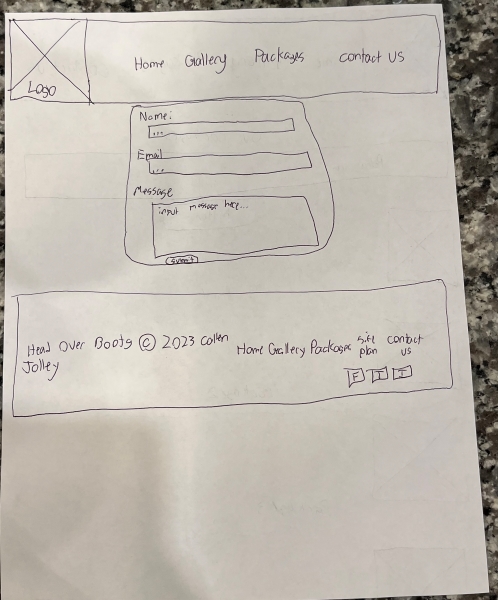 Logo
Home Gallery Packages contact US
Name:
...
Email
...
Message
input message here...
submit
Head Over Boots © 2023 Collen
Jolley
Home Gallery Packages site plan contact us
F I I